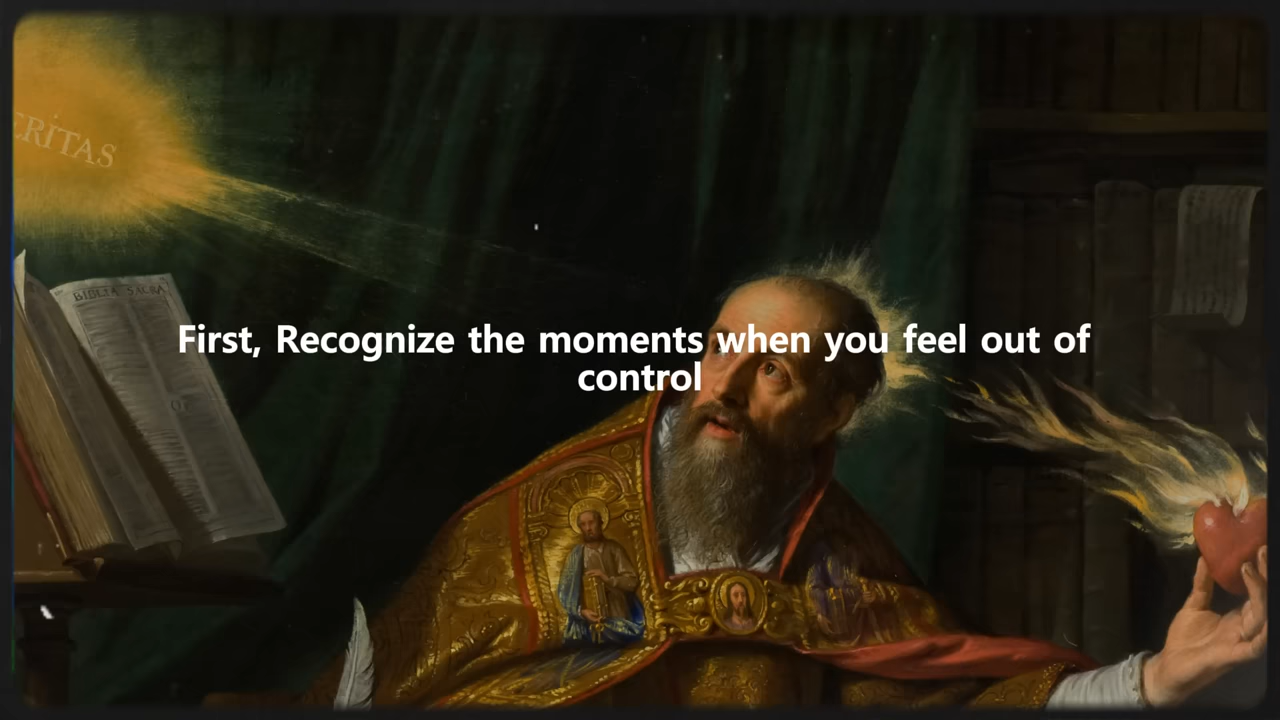 ERITAS
BIBLIA SACRA
First, Recognize the moments when you feel out of
control